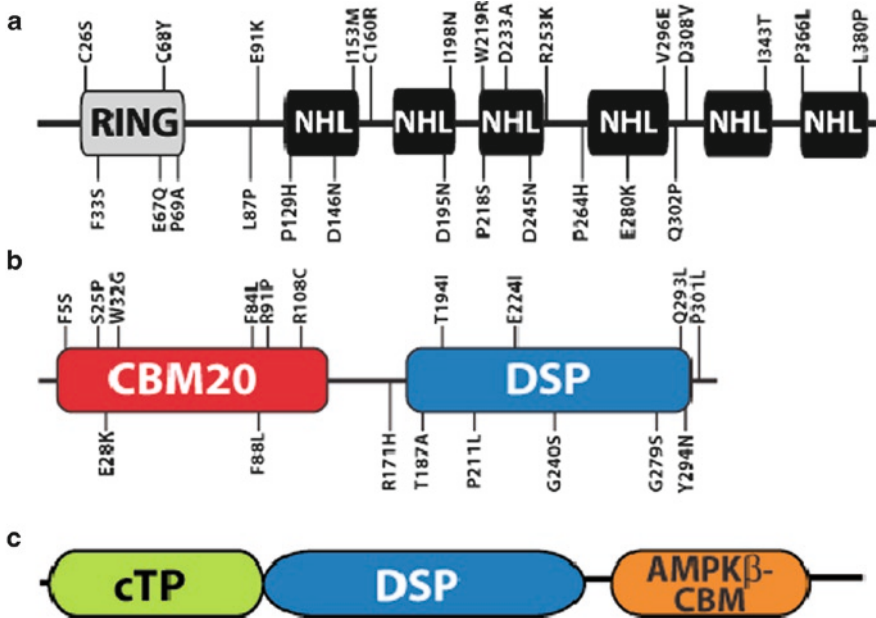 a
C26S C68Y E91K I153M C160R I198N W219R D233A R253K V296E D308V I343T P366L L380P
RING NHL NHL NHL NHL NHL NHL
F33S E67Q P69A L87P P129H D146N D195N P218S D245N P264H E280K Q302P
b
F5S S25P W32G F84L R91P R108C T194I E224I Q293L P301L
CBM20 DSP
E28K F88L R171H T187A P211L G240S G279S Y294N
c
cTP DSP AMPKβ-
CBM